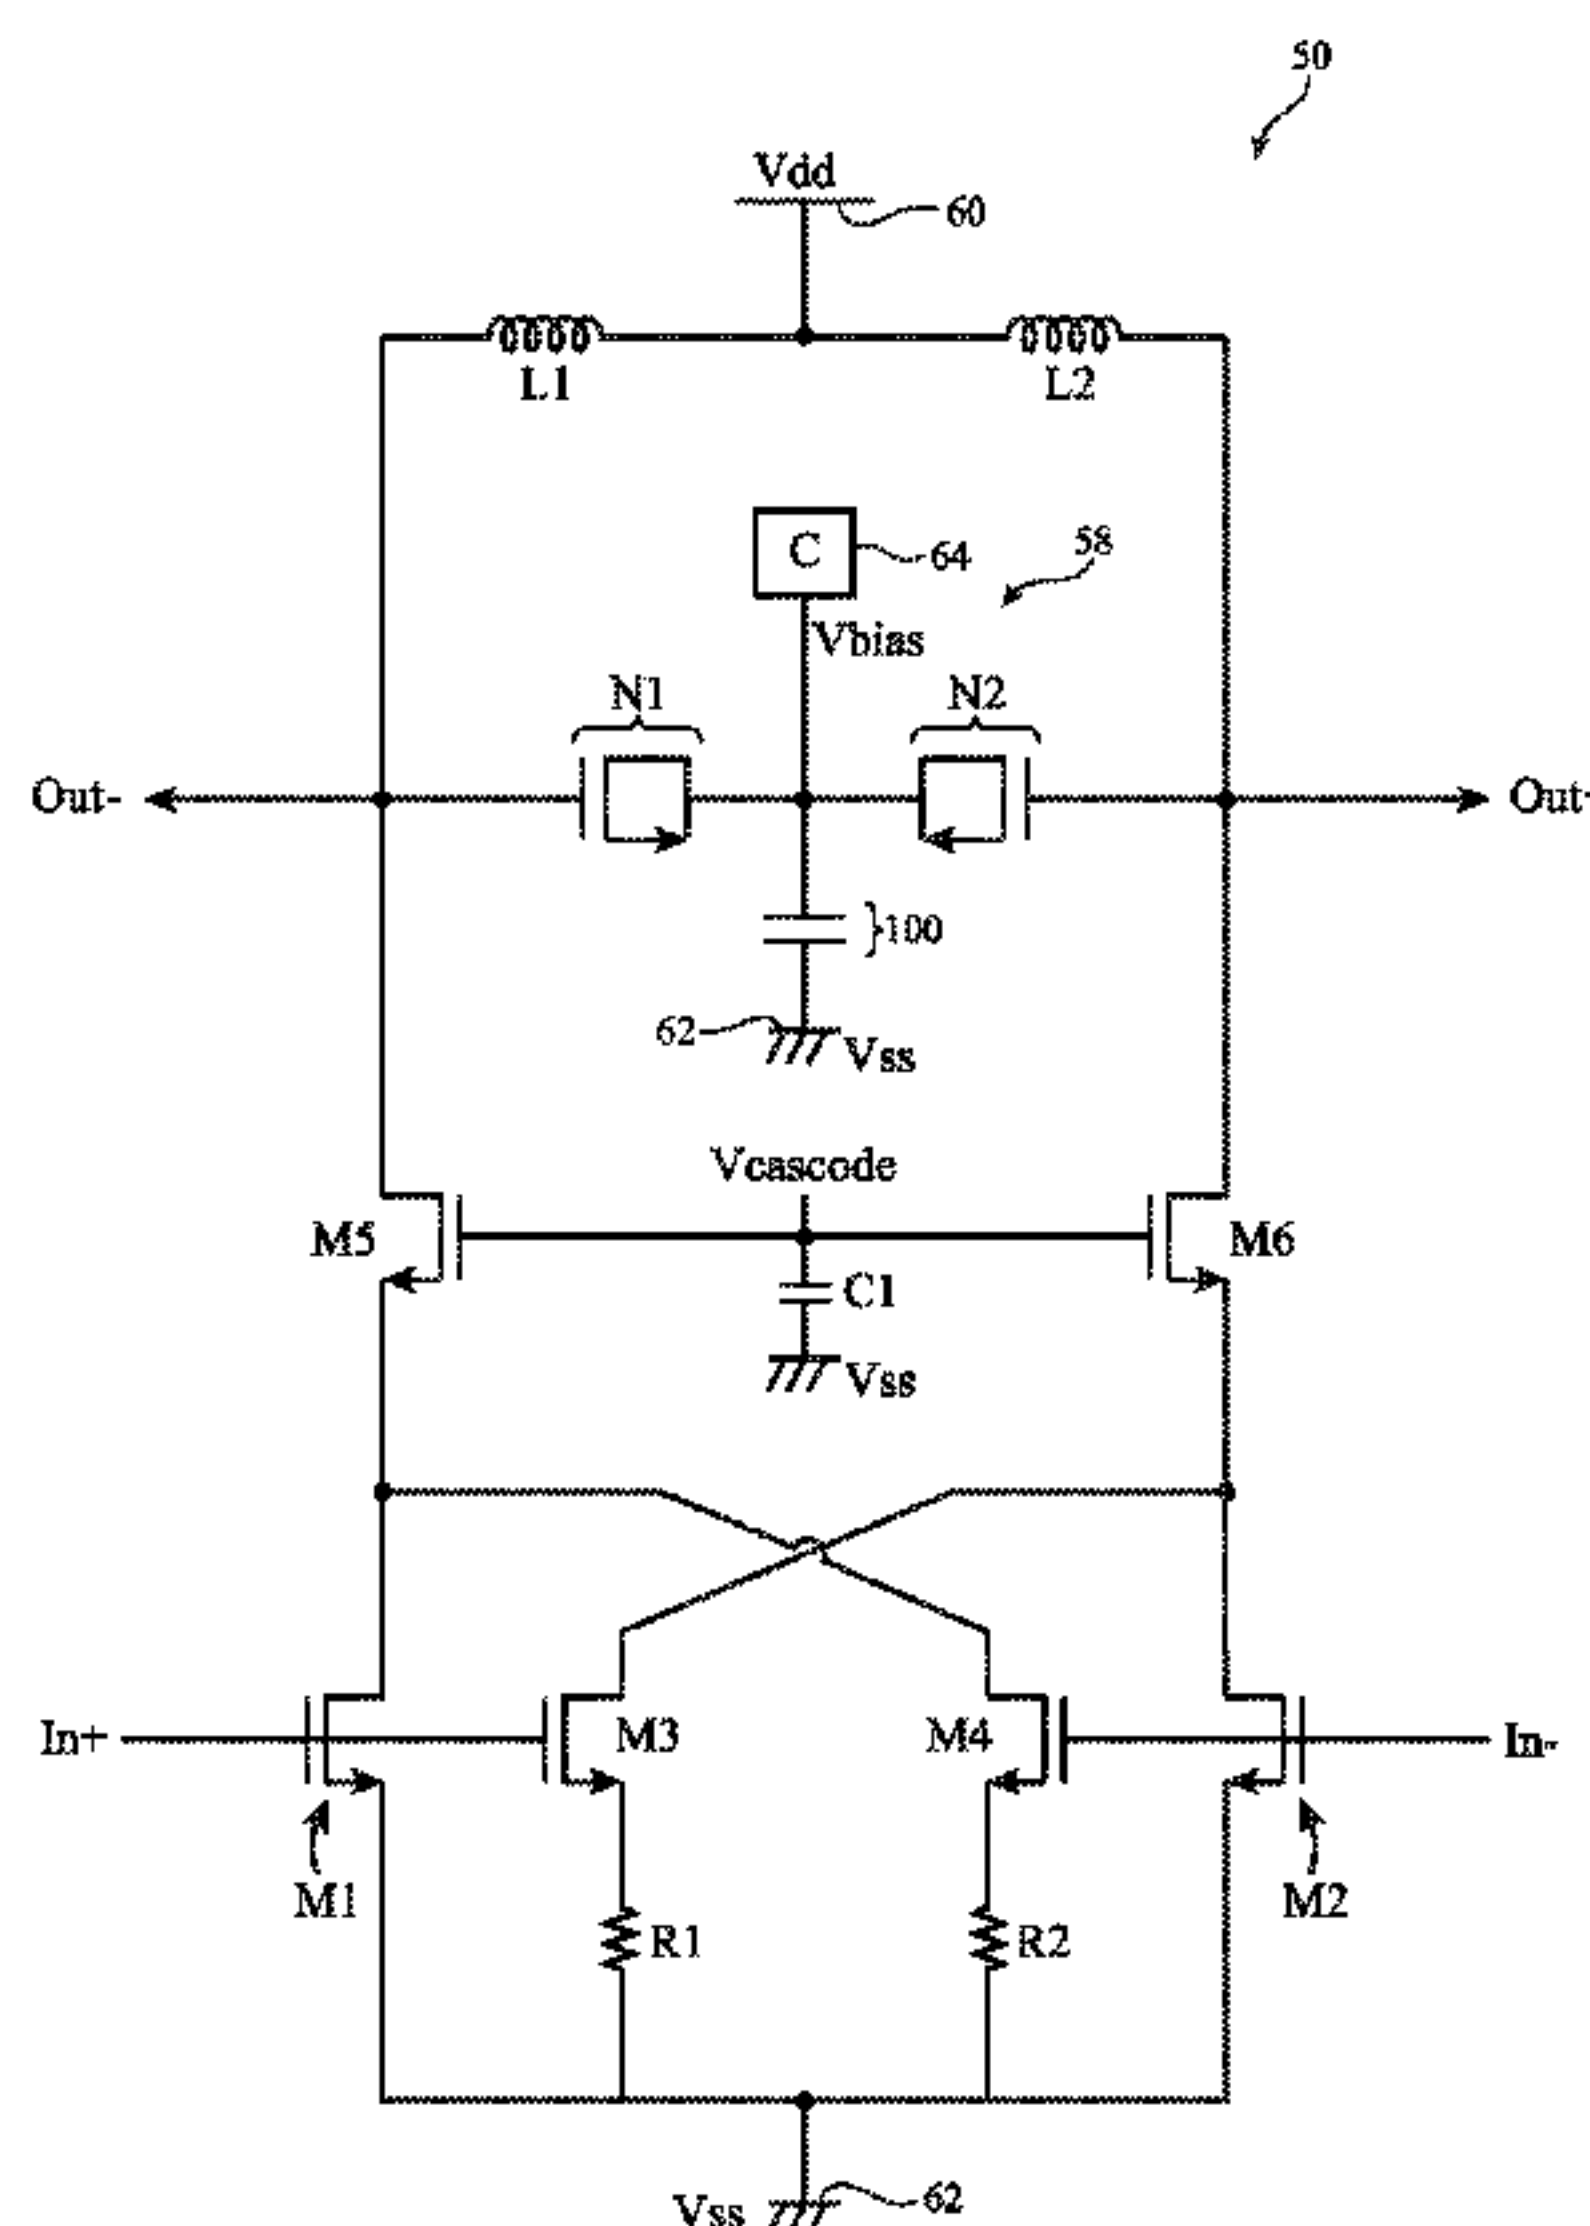 50
Vdd
60
L1
L2
C
64
58
Vbias
N1
N2
Out-
Out
100
62
Vss
Vcascode
M5
M6
C1
Vss
In+
M3
M4
In-
M1
M2
R1
R2
Vss
62